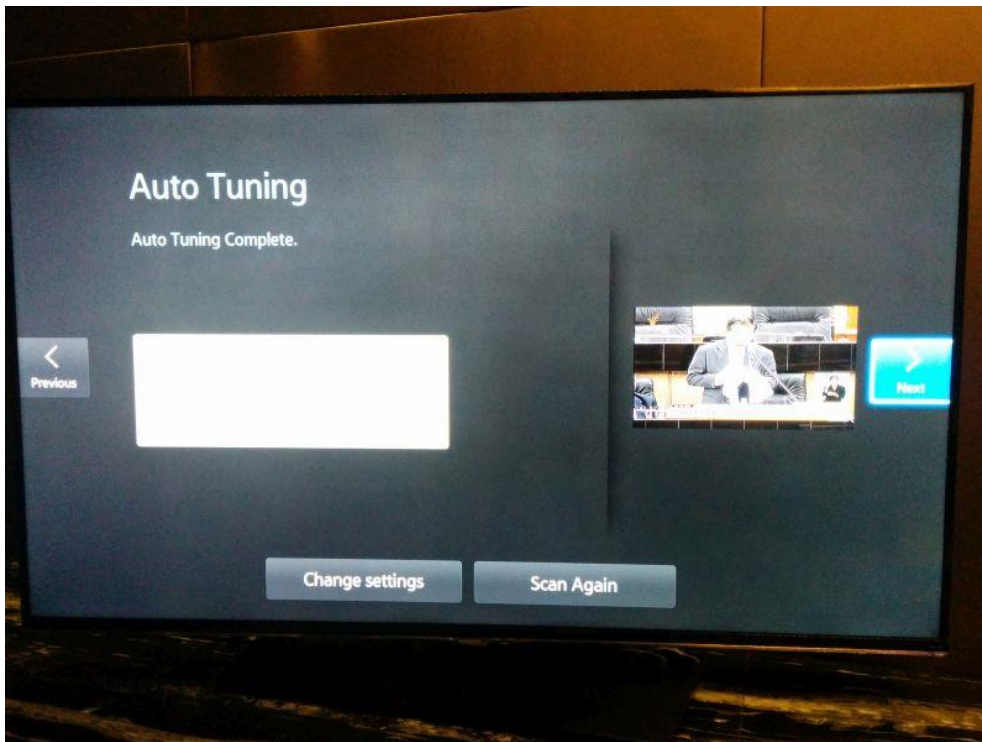 Auto Tuning
Auto Tuning Complete.
Previous
Next
Change settings
Scan Again